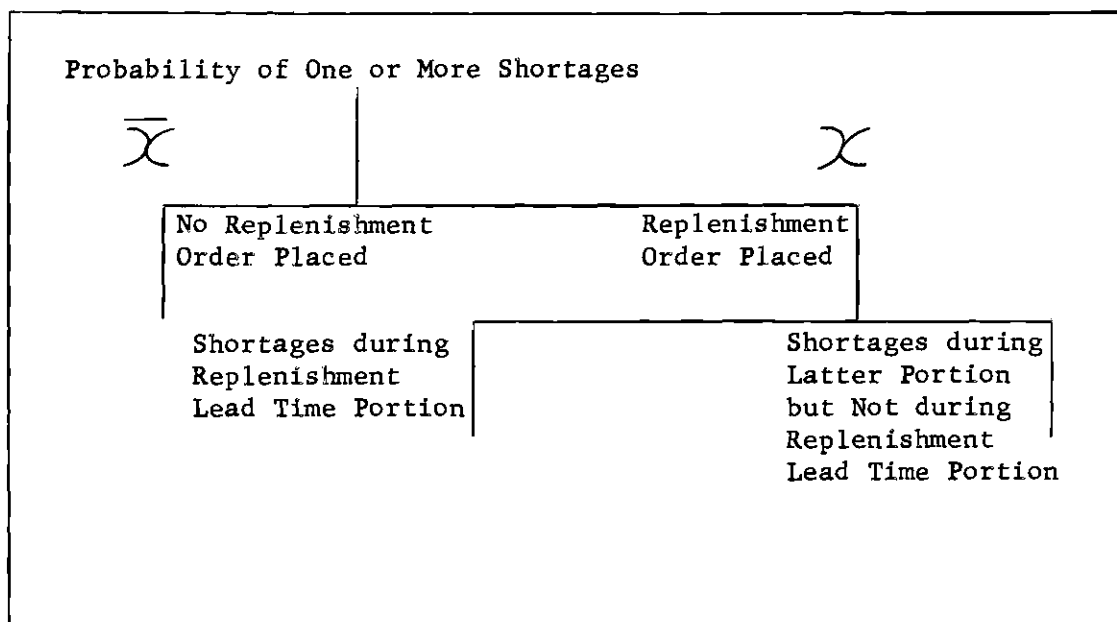 Probability of One or More Shortages
x̄ x
No Replenishment
Order Placed
Replenishment
Order Placed
Shortages during
Replenishment
Lead Time Portion
Shortages during
Latter Portion
but Not during
Replenishment
Lead Time Portion